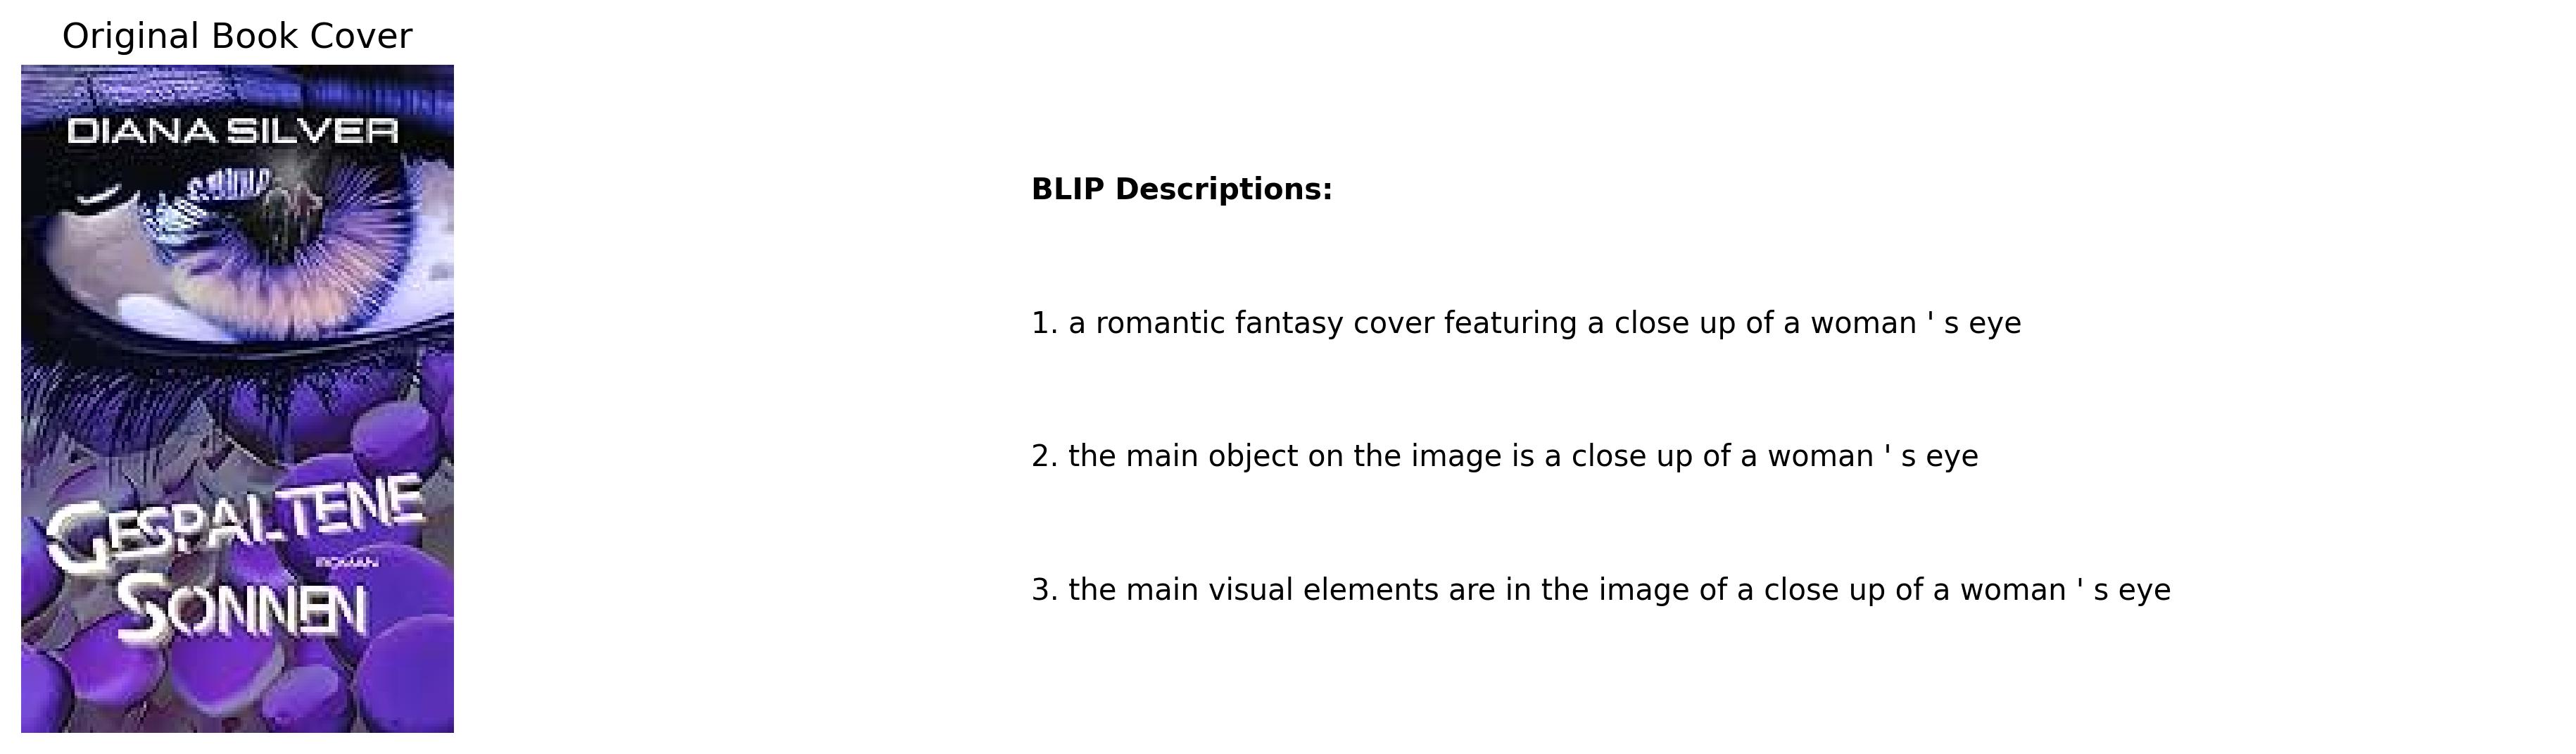 Original Book Cover
DIANA SILVER
GESPALTENE
ROMAN
SONNEN
BLIP Descriptions:
1. a romantic fantasy cover featuring a close up of a woman ' s eye
2. the main object on the image is a close up of a woman ' s eye
3. the main visual elements are in the image of a close up of a woman ' s eye